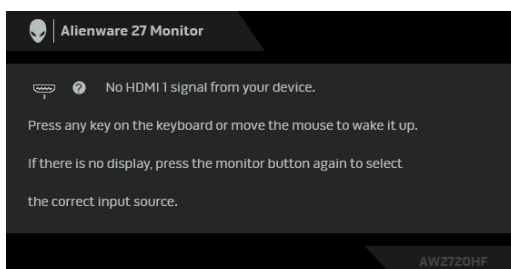 Alienware 27 Monitor
No HDMI 1 signal from your device.
Press any key on the keyboard or move the mouse to wake it up.
If there is no display, press the monitor button again to select
the correct input source.
AW2720HF